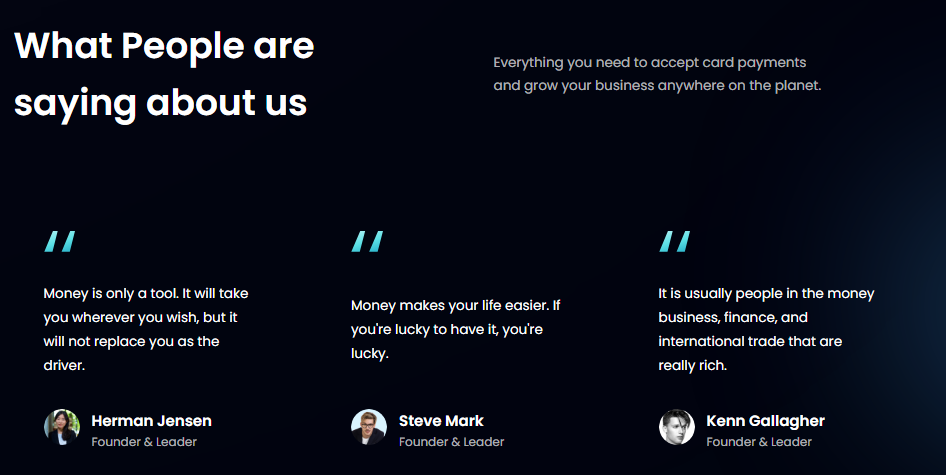 What People are
saying about us
Everything you need to accept card payments
and grow your business anywhere on the planet.
Money is only a tool. It will take
you wherever you wish, but it
will not replace you as the
driver.
Herman Jensen
Founder & Leader
Money makes your life easier. If
you're lucky to have it, you're
lucky.
Steve Mark
Founder & Leader
It is usually people in the money
business, finance, and
international trade that are
really rich.
Kenn Gallagher
Founder & Leader